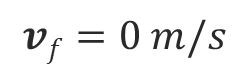 𝒗_f = 0 m/s